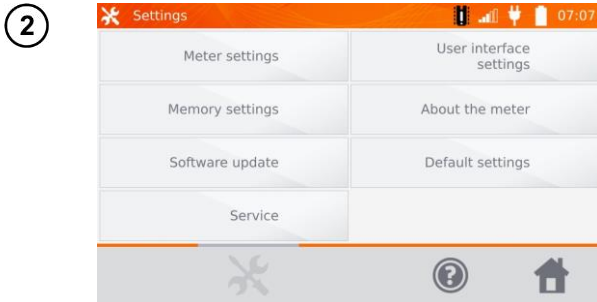 2
Settings
07:07
Meter settings
User interface
settings
Memory settings
About the meter
Software update
Default settings
Service
?